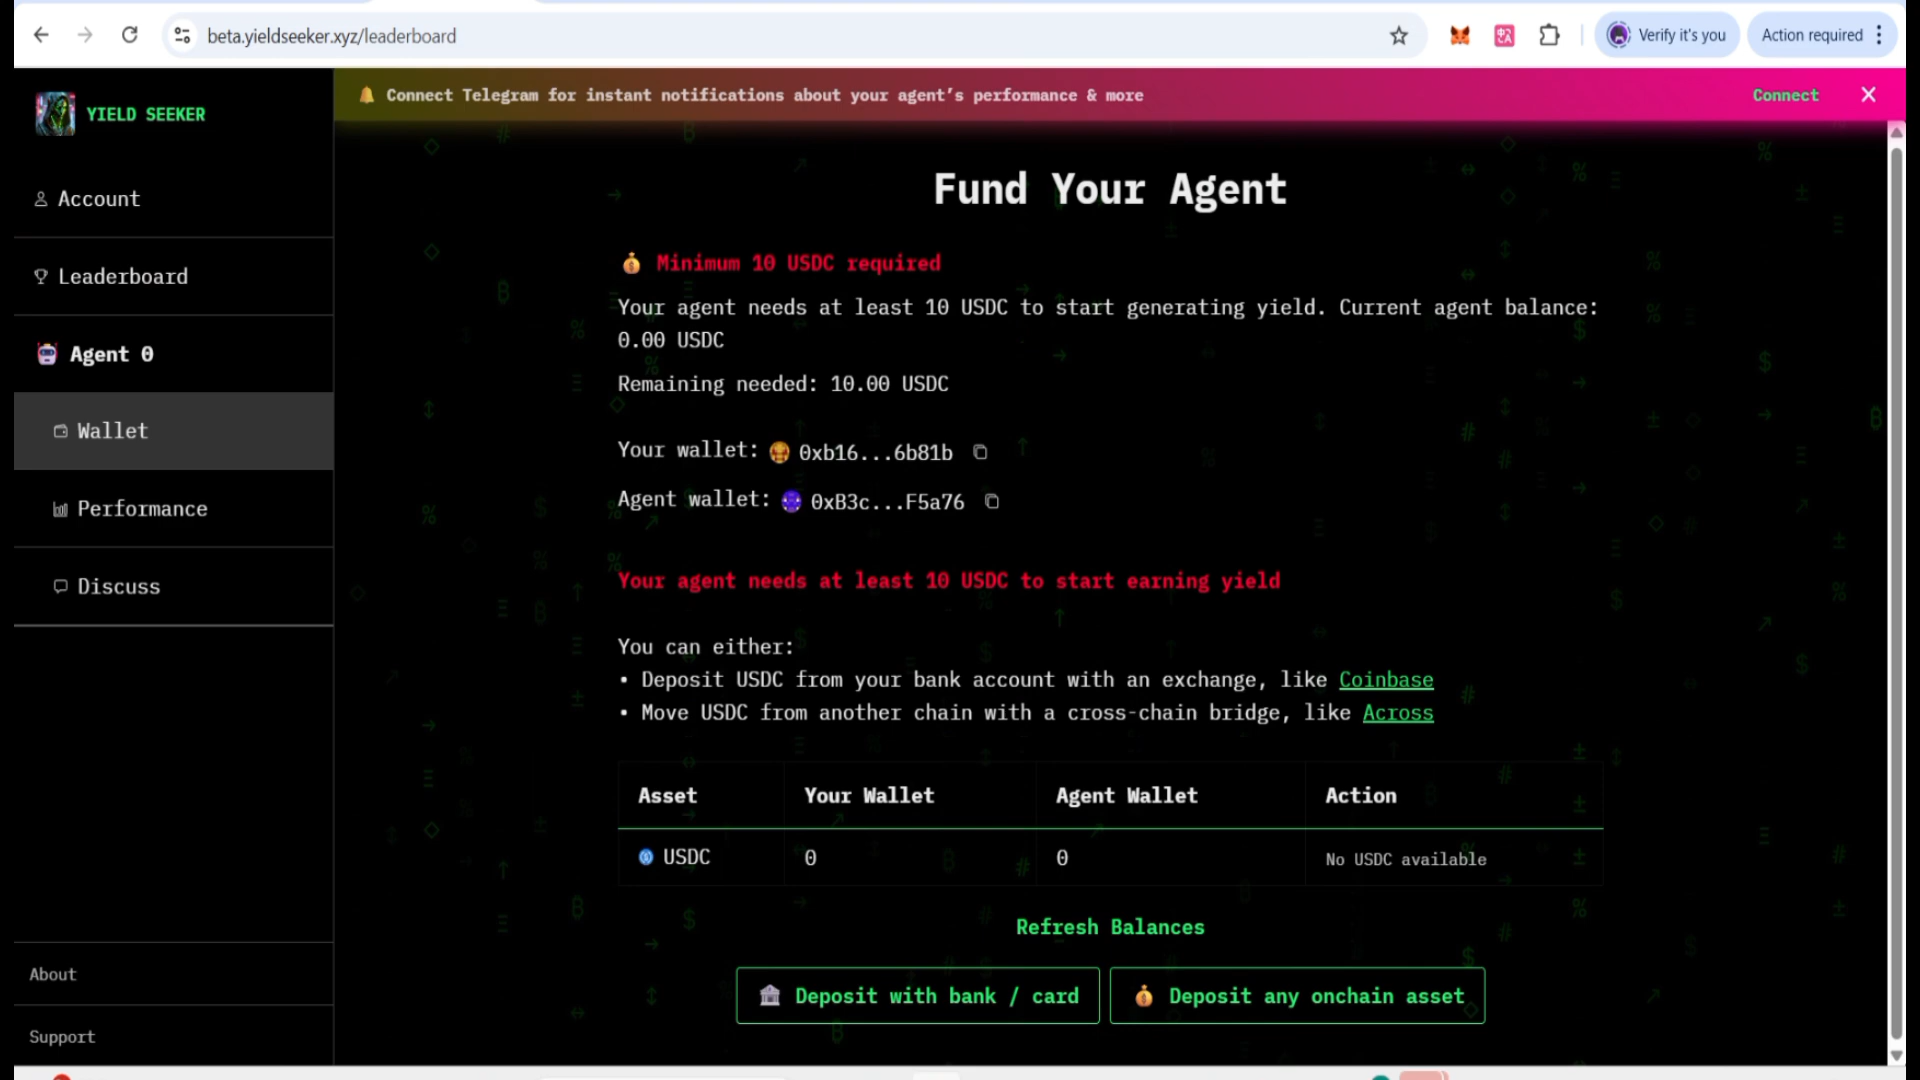 beta.yieldseeker.xyz/leaderboard
Verify it's you
Action required
YIELD SEEKER
Connect Telegram for instant notifications about your agent's performance & more
Connect
Account
Leaderboard
Agent 0
Wallet
Performance
Discuss
About
Support
Fund Your Agent
Minimum 10 USDC required
Your agent needs at least 10 USDC to start generating yield. Current agent balance:
0.00 USDC
Remaining needed: 10.00 USDC
Your wallet: 0xb16...6b81b
Agent wallet: 0xB3c...F5a76
Your agent needs at least 10 USDC to start earning yield
You can either:
• Deposit USDC from your bank account with an exchange, like Coinbase
• Move USDC from another chain with a cross-chain bridge, like Across
Asset Your Wallet Agent Wallet Action
USDC 0 0 No USDC available
Refresh Balances
Deposit with bank / card
Deposit any onchain asset